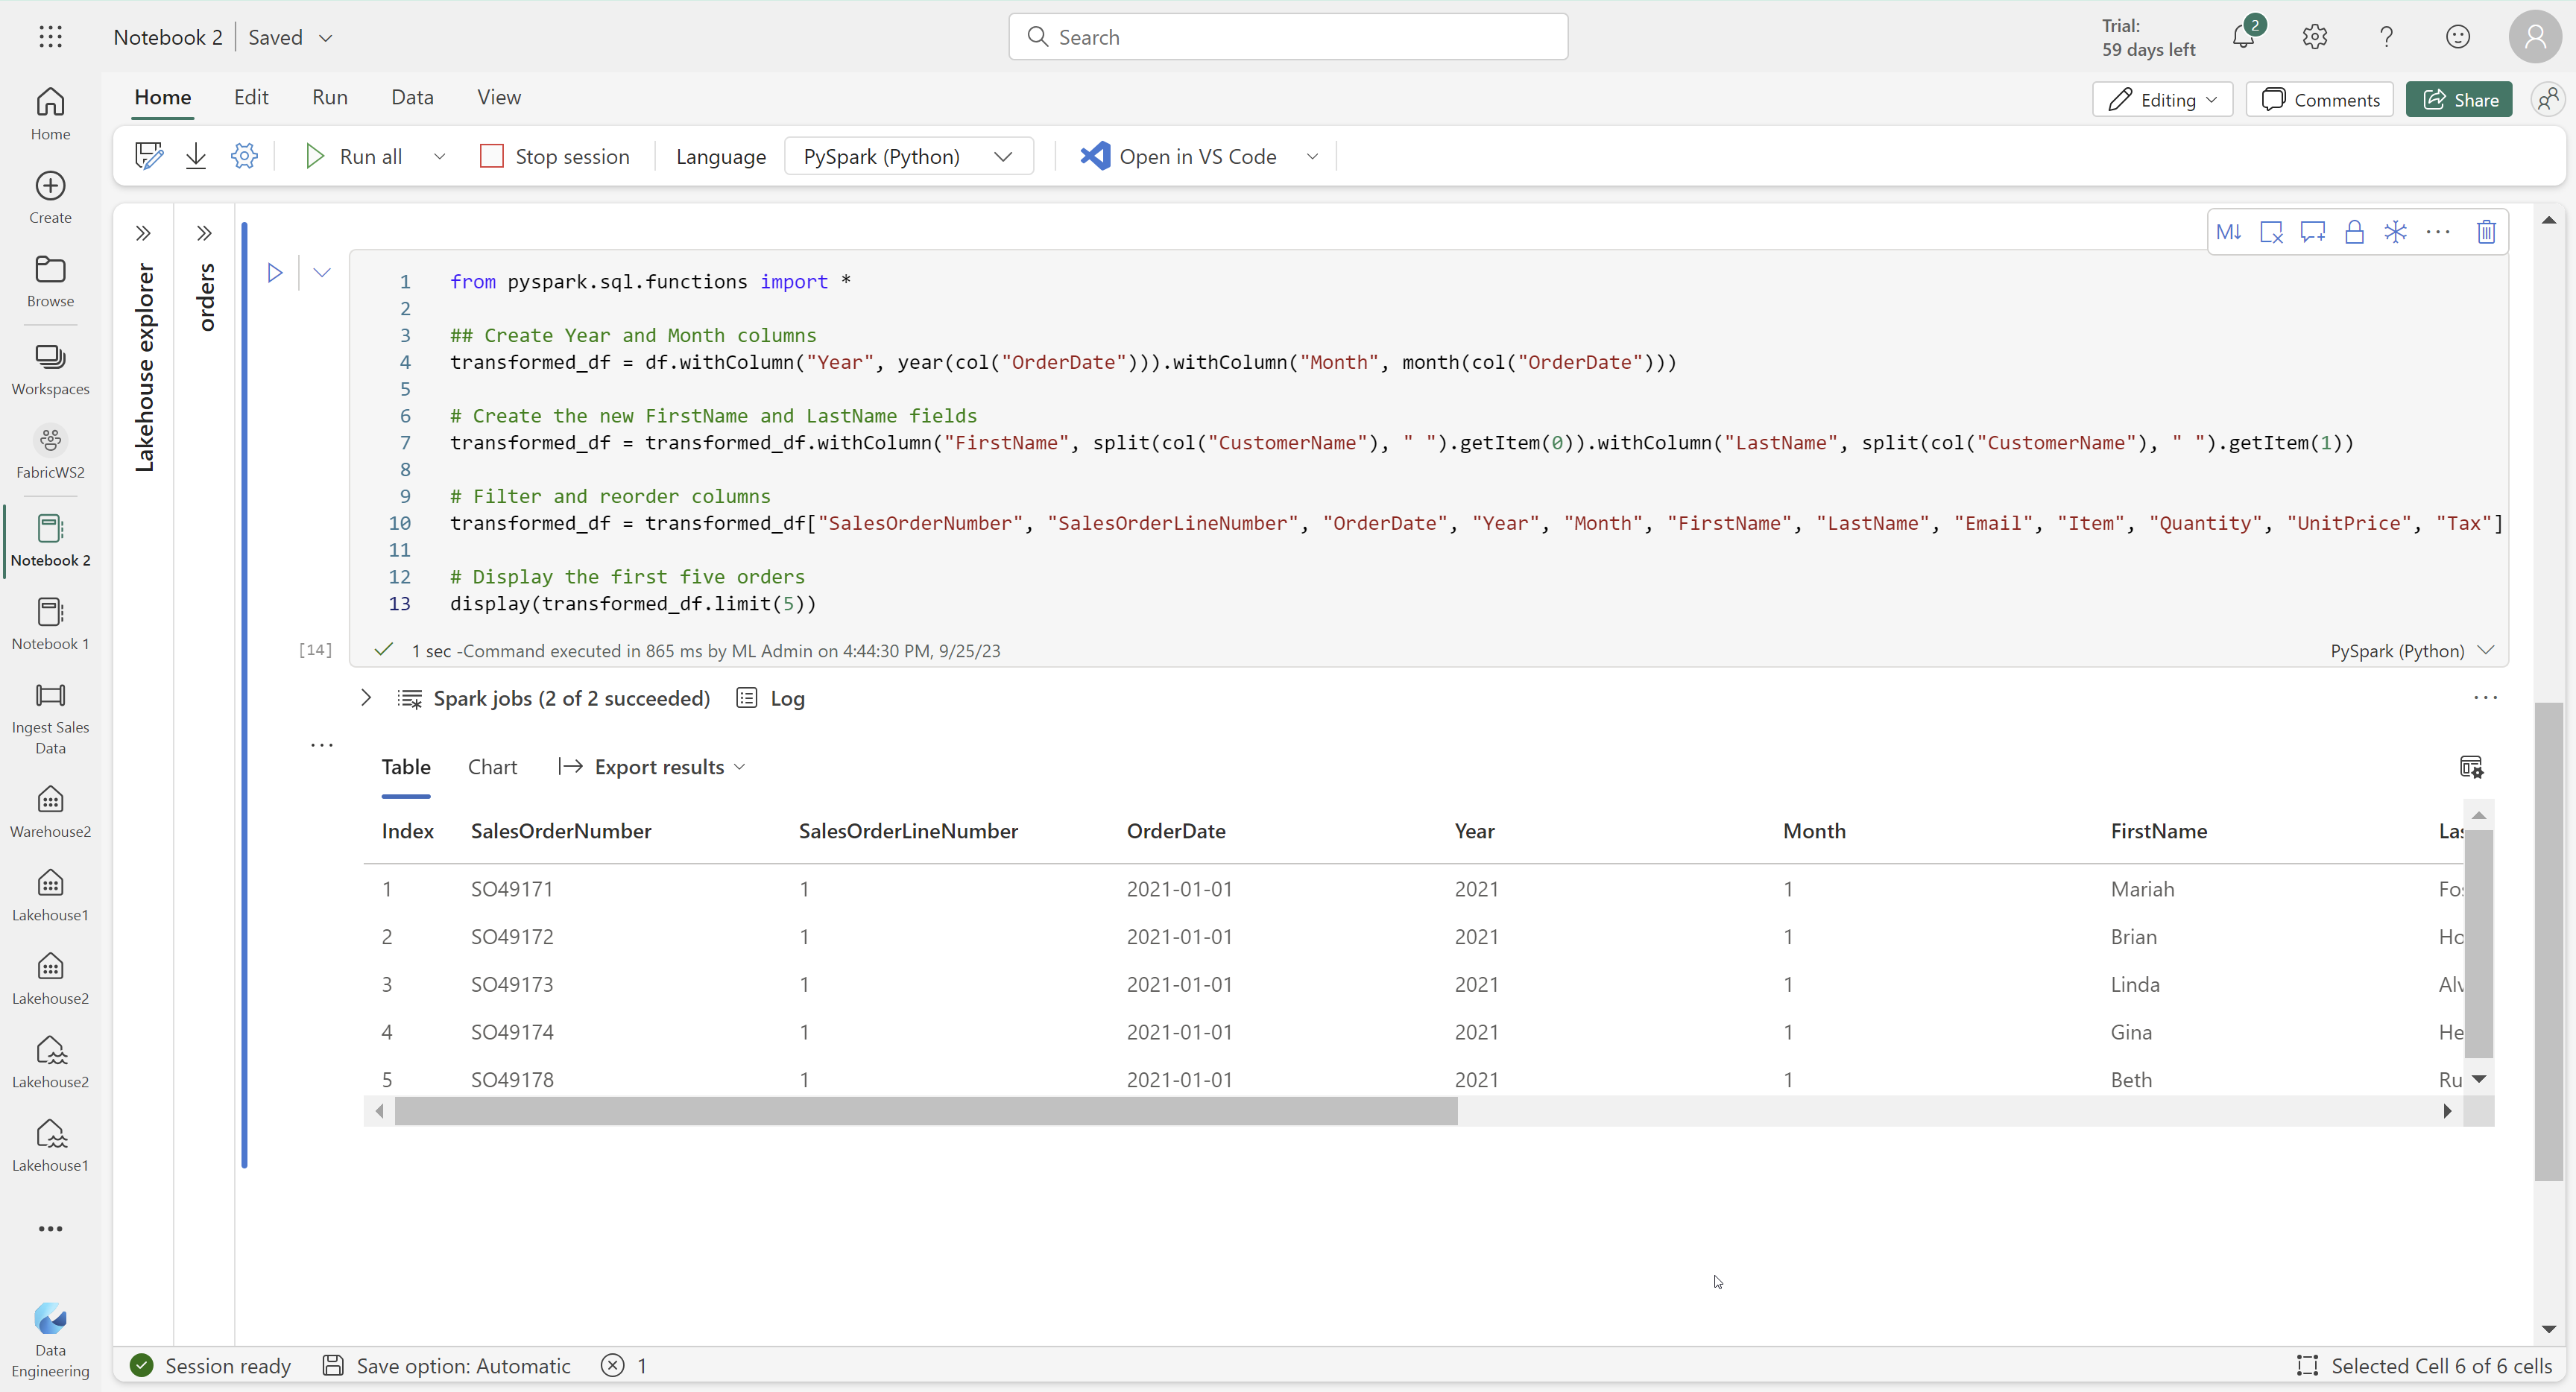 Notebook 2 | Saved
Search
Trial:
59 days left
2
Home
Edit
Run
Data
View
Editing
Comments
Share
Run all
Stop session
Language
PySpark (Python)
Open in VS Code
Home
Create
Browse
Workspaces
FabricWS2
Notebook 2
Notebook 1
Ingest Sales
Data
Warehouse2
Lakehouse1
Lakehouse2
Lakehouse2
Lakehouse1
Data
Engineering
Lakehouse explorer
orders
M↓
1 from pyspark.sql.functions import *
2
3 ## Create Year and Month columns
4 transformed_df = df.withColumn("Year", year(col("OrderDate"))).withColumn("Month", month(col("OrderDate")))
5
6 # Create the new FirstName and LastName fields
7 transformed_df = transformed_df.withColumn("FirstName", split(col("CustomerName"), " ").getItem(0)).withColumn("LastName", split(col("CustomerName"), " ").getItem(1))
8
9 # Filter and reorder columns
10 transformed_df = transformed_df["SalesOrderNumber", "SalesOrderLineNumber", "OrderDate", "Year", "Month", "FirstName", "LastName", "Email", "Item", "Quantity", "UnitPrice", "Tax"]
11
12 # Display the first five orders
13 display(transformed_df.limit(5))
[14] 1 sec -Command executed in 865 ms by ML Admin on 4:44:30 PM, 9/25/23
PySpark (Python)
Spark jobs (2 of 2 succeeded) Log
Table Chart Export results
Index SalesOrderNumber SalesOrderLineNumber OrderDate Year Month FirstName Las
1 SO49171 1 2021-01-01 2021 1 Mariah Fos
2 SO49172 1 2021-01-01 2021 1 Brian Ho
3 SO49173 1 2021-01-01 2021 1 Linda Alv
4 SO49174 1 2021-01-01 2021 1 Gina He
5 SO49178 1 2021-01-01 2021 1 Beth Ru
Session ready Save option: Automatic 1
Selected Cell 6 of 6 cells